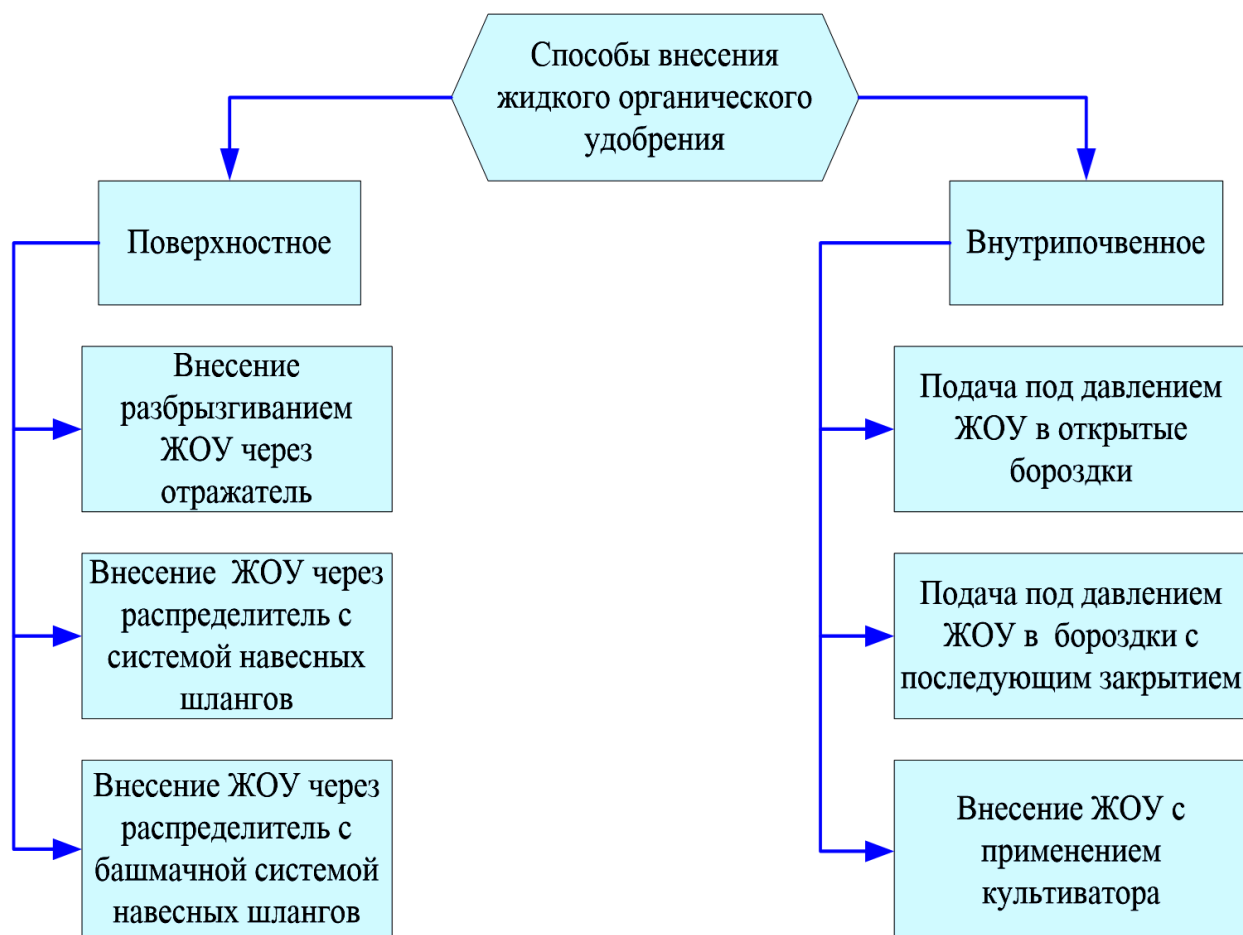 Способы внесения
жидкого органического
удобрения
Поверхностное
Внутрипочвенное
Внесение
разбрызгиванием
ЖОУ через
отражатель
Внесение ЖОУ через
распределитель с
системой навесных
шлангов
Внесение ЖОУ через
распределитель с
башмачной системой
навесных шлангов
Подача под давлением
ЖОУ в открытые
бороздки
Подача под давлением
ЖОУ в бороздки с
последующим закрытием
Внесение ЖОУ с
применением
культиватора